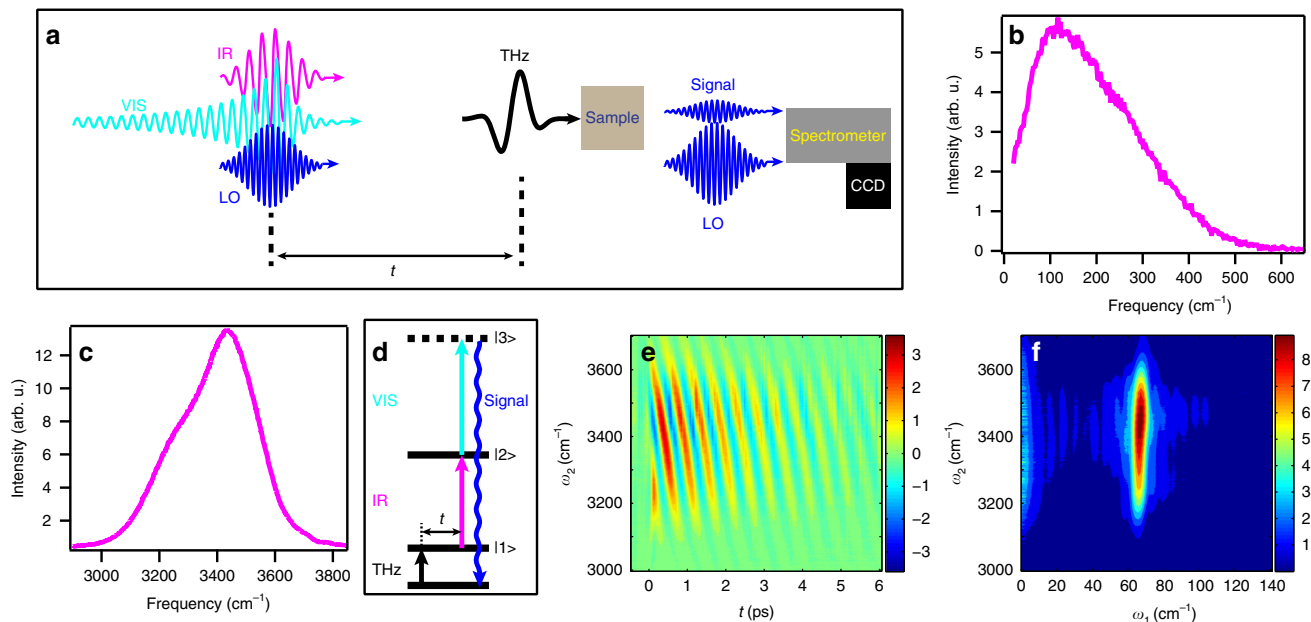 a
IR
VIS
LO
THz
Sample
Signal
LO
Spectrometer
CCD
t
b
Intensity (arb. u.)
5
4
3
2
1
0
0 100 200 300 400 500 600
Frequency (cm⁻¹)
c
Intensity (arb. u.)
12
10
8
6
4
2
3000 3200 3400 3600 3800
Frequency (cm⁻¹)
d
|3>
VIS
Signal
|2>
IR
t
|1>
THz
e
ω₂ (cm⁻¹)
3600
3400
3200
3000
0 1 2 3 4 5 6
t (ps)
3
2
1
0
−1
−2
−3
f
ω₂ (cm⁻¹)
3600
3400
3200
3000
0 20 40 60 80 100 120 140
ω₁ (cm⁻¹)
8
7
6
5
4
3
2
1